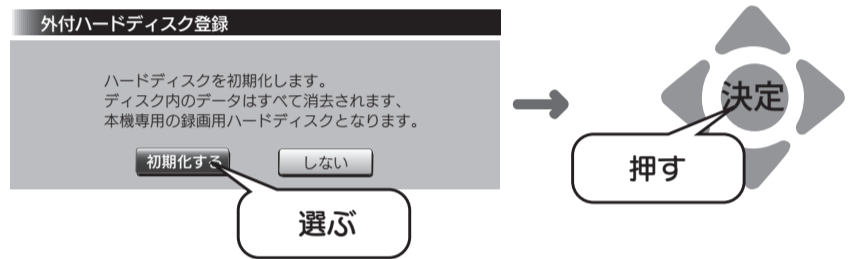 外付ハードディスク登録
ハードディスクを初期化します。
ディスク内のデータはすべて消去されます、
本機専用の録画用ハードディスクとなります。
初期化する
しない
選ぶ
決定
押す